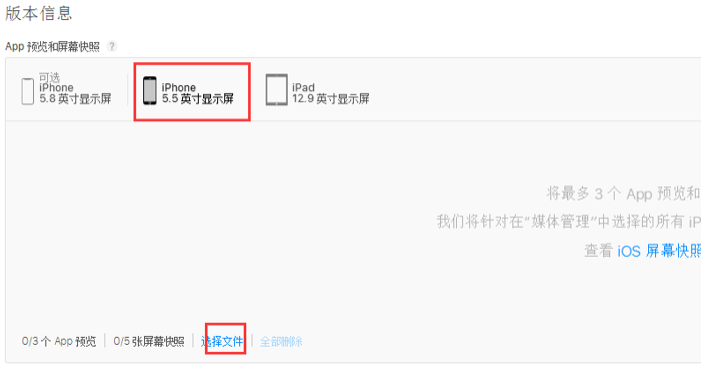 版本信息
App 预览和屏幕快照 ?
可选
iPhone
5.8 英寸显示屏
iPhone
5.5 英寸显示屏
iPad
12.9 英寸显示屏
将最多 3 个 App 预览和
我们将针对在“媒体管理”中选择的所有 iP
查看 iOS 屏幕快照
0/3 个 App 预览 0/5 张屏幕快照 选择文件 全部删除